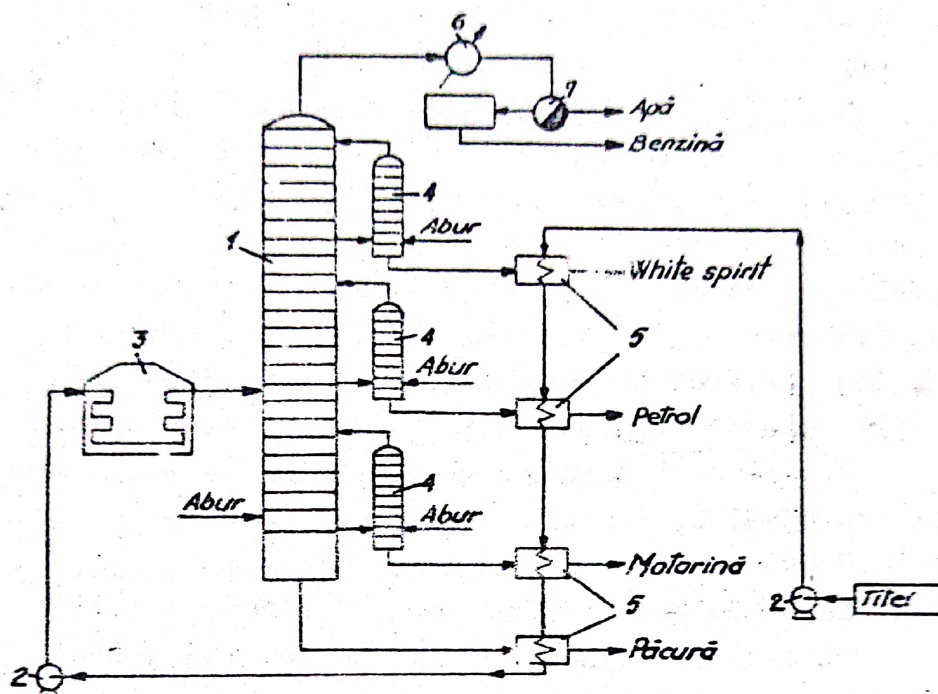 6
7
Apă
Benzină
4
Abur
1
White spirit
3
4
5
Abur
Petrol
4
Abur
Abur
Motorină
5
2
Țiței
Păcură
2